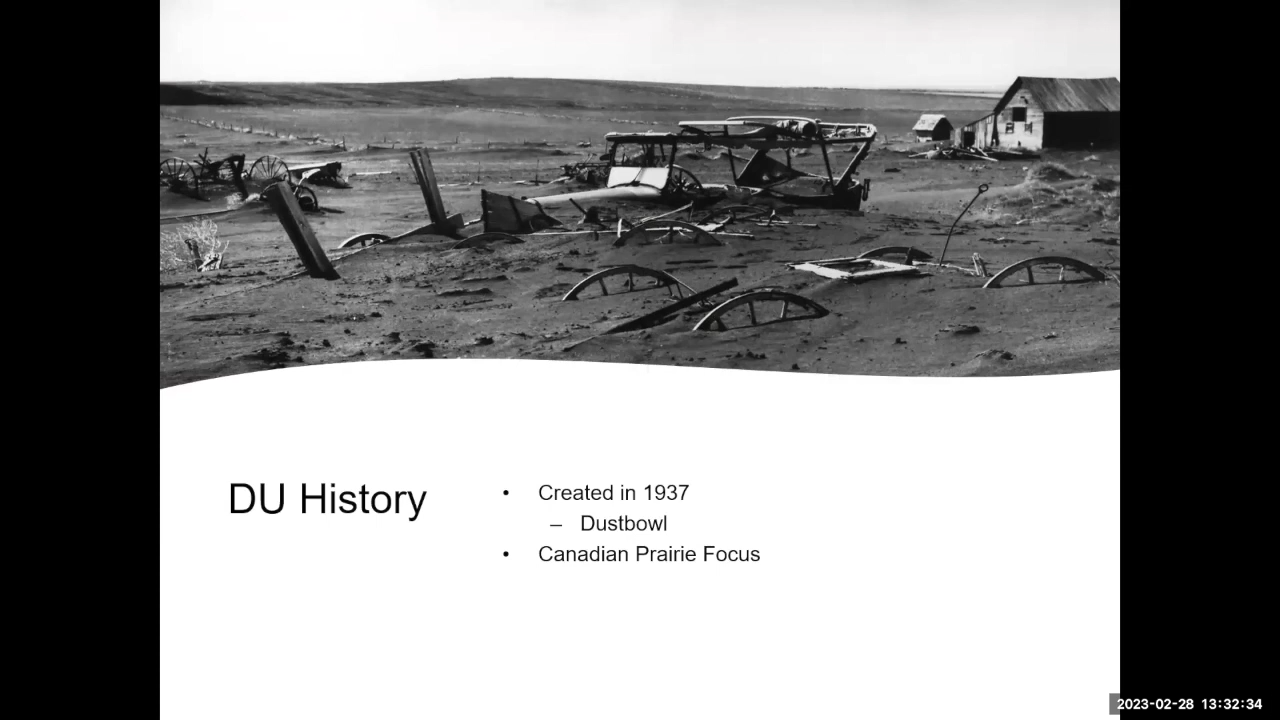 DU History
• Created in 1937
– Dustbowl
• Canadian Prairie Focus
2023-02-28 13:32:34